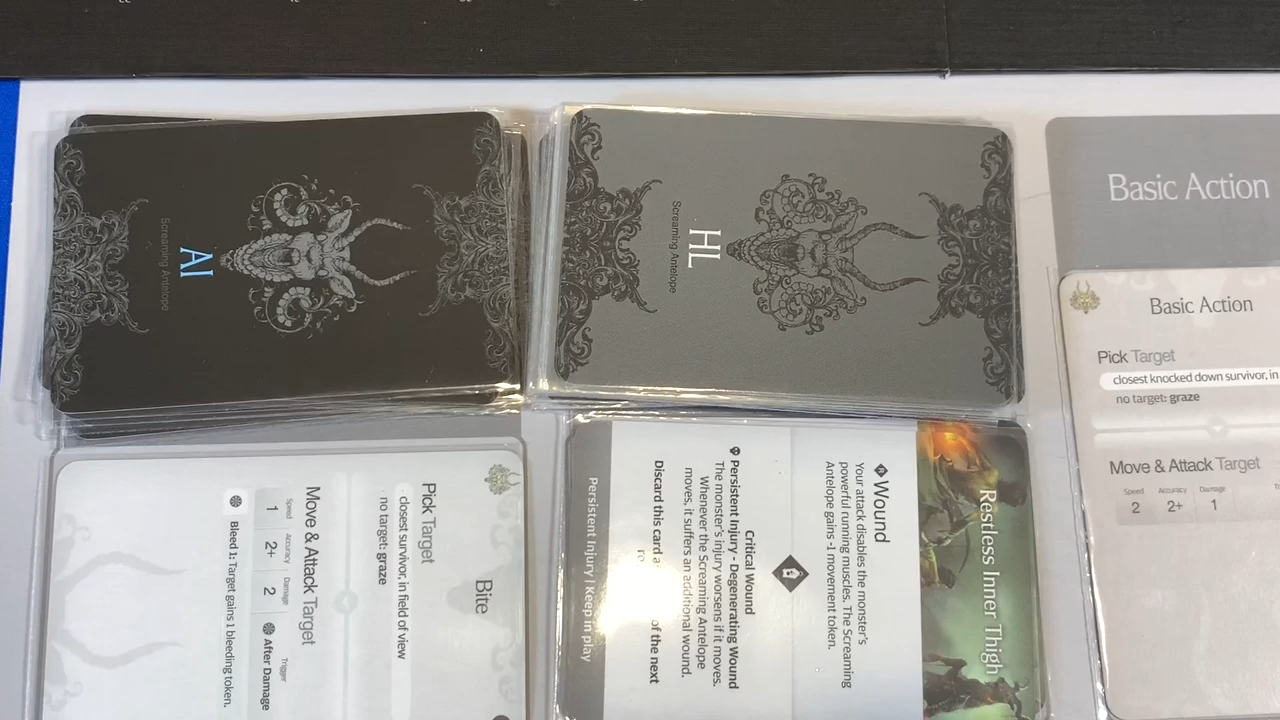 AI
Screaming Antelope
HL
Screaming Antelope
Basic Action
Basic Action
Pick Target
closest knocked down survivor, in
no target: graze
Move & Attack Target
Speed Accuracy Damage
2 2+ 1
Bite
Pick Target
closest survivor, in field of view
no target: graze
Move & Attack Target
Speed Accuracy Damage Trigger
1 2+ 2 After Damage
Bleed 1: Target gains 1 bleeding token.
Restless Inner Thigh
Wound
Your attack disables the monster's
powerful running muscles. The Screaming
Antelope gains -1 movement token.
Critical Wound
Persistent Injury - Degenerating Wound
The monster's injury worsens if it moves.
Whenever the Screaming Antelope
moves, it suffers an additional wound.
Discard this card of the next
Persistent Injury | Keep in play